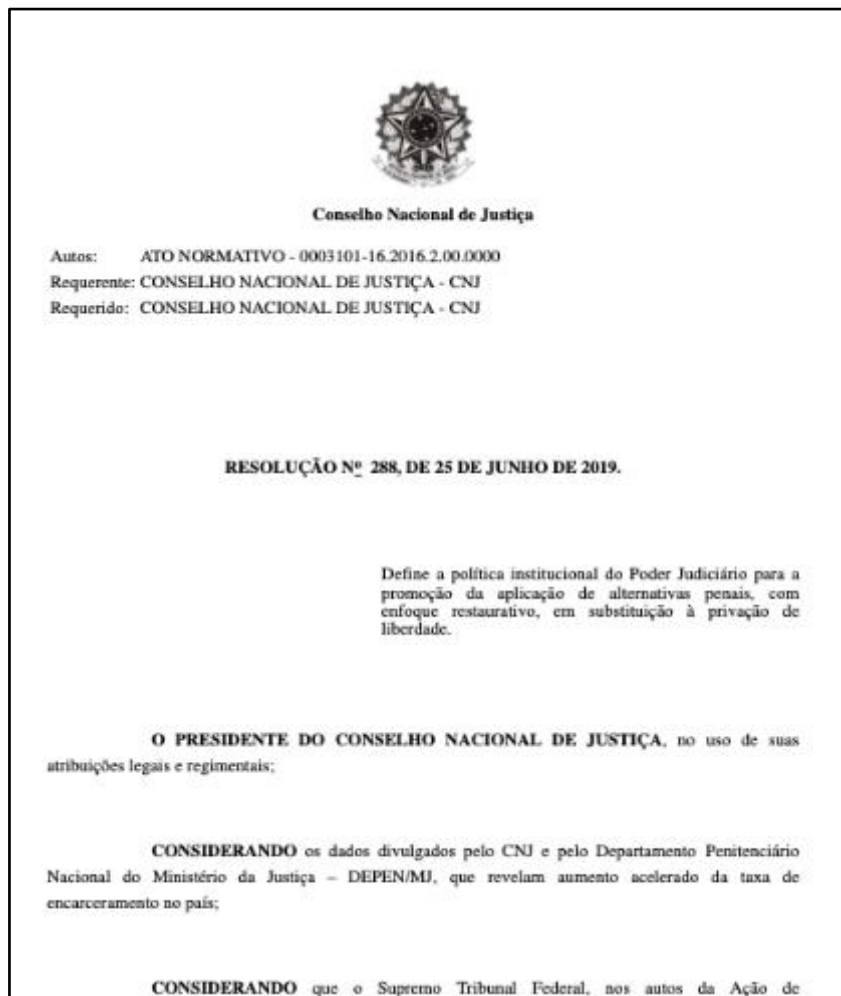 Conselho Nacional de Justiça
Autos: ATO NORMATIVO - 0003101-16.2016.2.00.0000
Requerente: CONSELHO NACIONAL DE JUSTIÇA - CNJ
Requerido: CONSELHO NACIONAL DE JUSTIÇA - CNJ
RESOLUÇÃO Nº 288, DE 25 DE JUNHO DE 2019.
Define a política institucional do Poder Judiciário para a
promoção da aplicação de alternativas penais, com
enfoque restaurativo, em substituição à privação de
liberdade.
O PRESIDENTE DO CONSELHO NACIONAL DE JUSTIÇA, no uso de suas
atribuições legais e regimentais;
CONSIDERANDO os dados divulgados pelo CNJ e pelo Departamento Penitenciário
Nacional do Ministério da Justiça – DEPEN/MJ, que revelam aumento acelerado da taxa de
encarceramento no país;
CONSIDERANDO que o Supremo Tribunal Federal, nos autos da Ação de